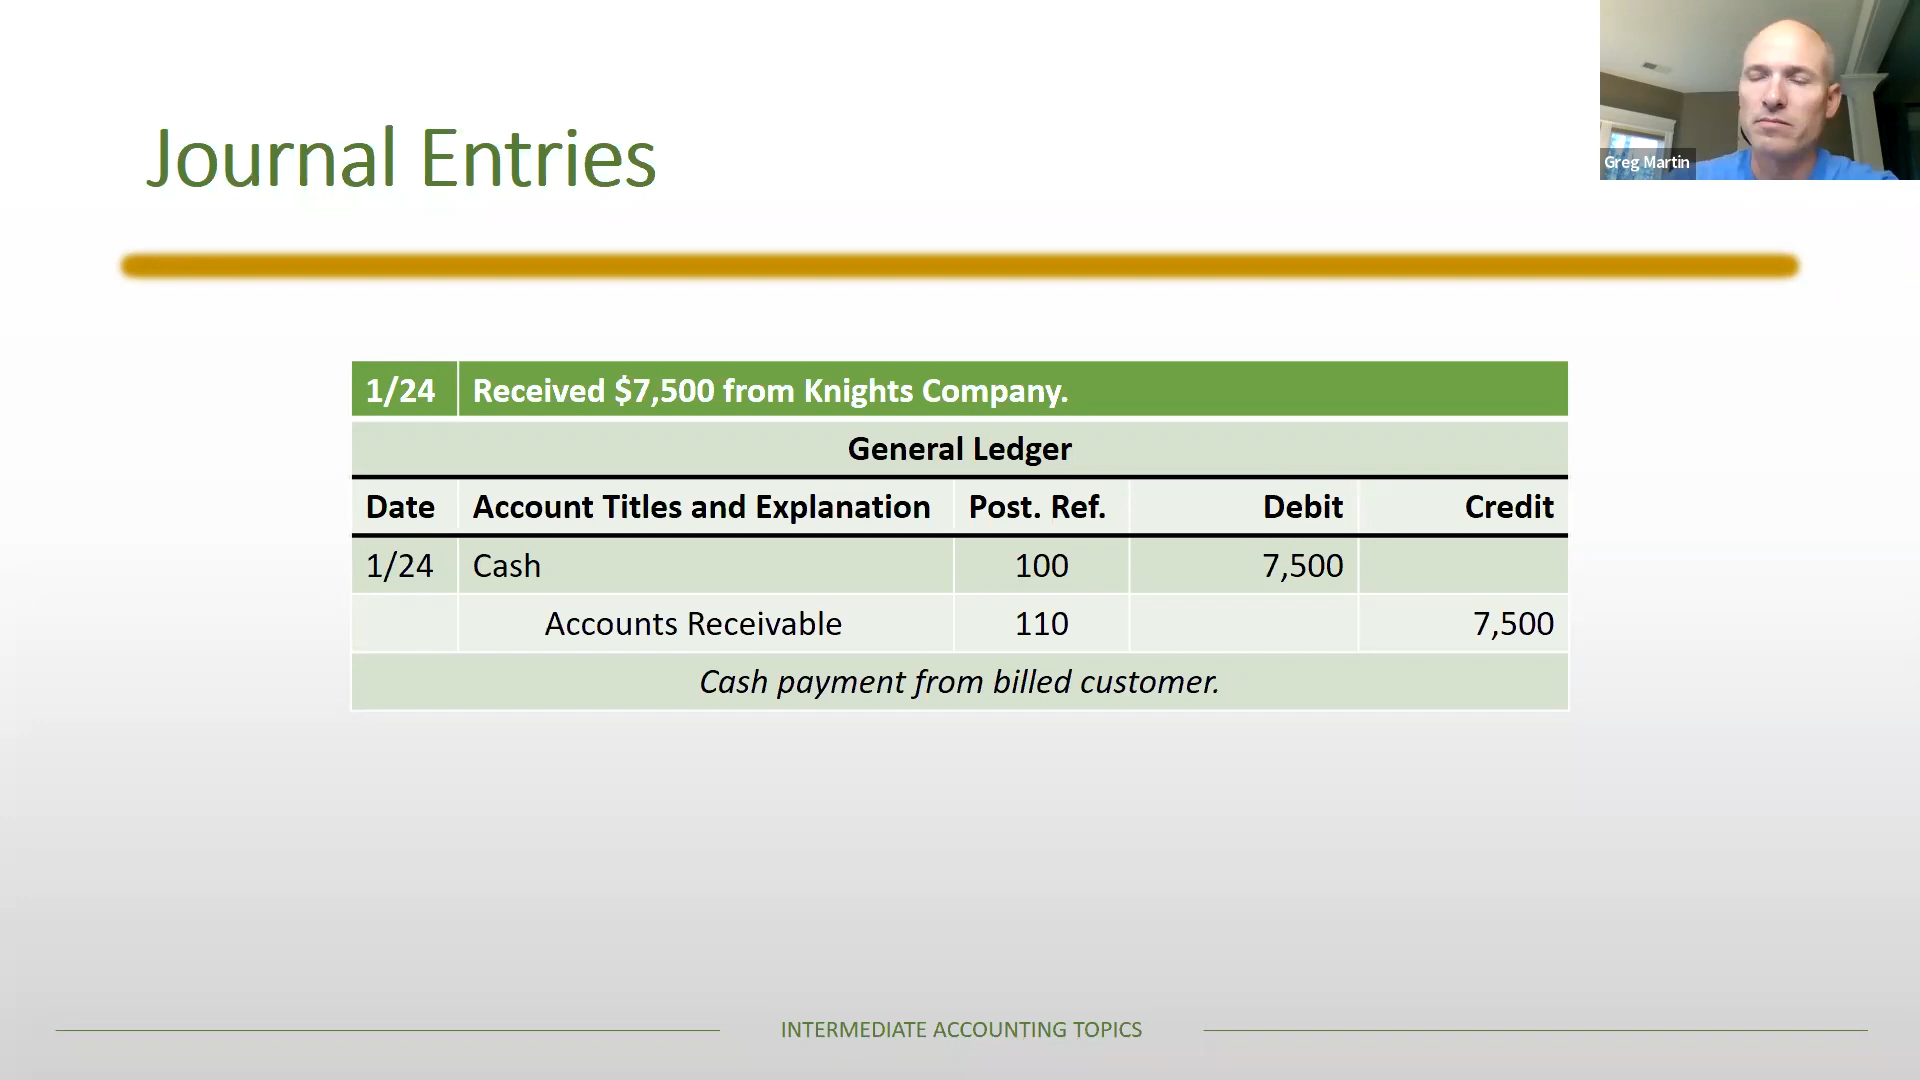 Greg Martin
Journal Entries
1/24 Received $7,500 from Knights Company.
General Ledger
Date Account Titles and Explanation Post. Ref. Debit Credit
1/24 Cash 100 7,500
Accounts Receivable 110 7,500
Cash payment from billed customer.
INTERMEDIATE ACCOUNTING TOPICS